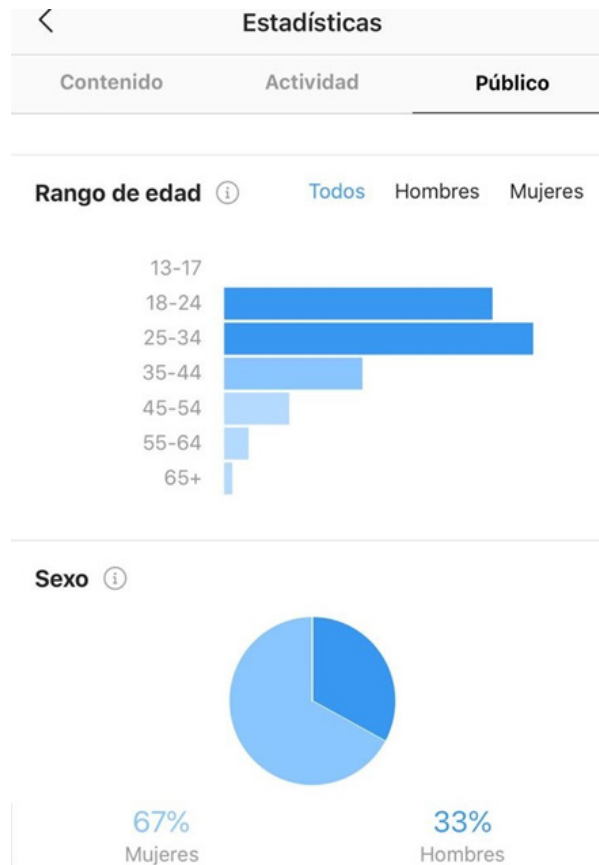 Estadísticas
Contenido Actividad Público
Rango de edad Todos Hombres Mujeres
13-17
18-24
25-34
35-44
45-54
55-64
65+
Sexo
67% 33%
Mujeres Hombres